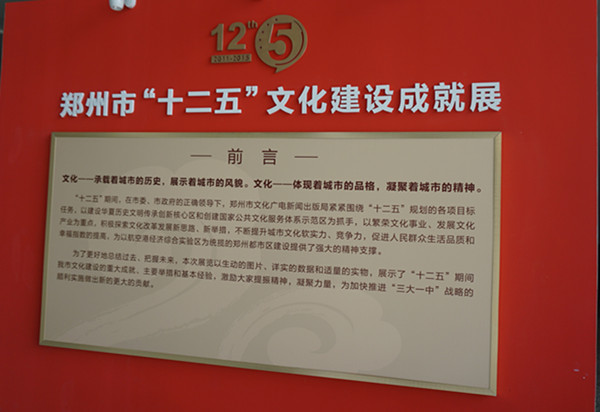 12th 5
2011-2015
郑州市“十二五”文化建设成就展
— 前言 —
文化——承载着城市的历史，展示着城市的风貌。文化——体现着城市的品格，凝聚着城市的精神。
“十二五”期间，在市委、市政府的正确领导下，郑州市文化广电新闻出版局紧紧围绕“十二五”规划的各项目标
任务，以建设华夏历史文明传承创新核心区和创建国家公共文化服务体系示范区为抓手，以繁荣文化事业、发展文化
产业为重点，积极探索文化改革发展新思路、新举措，不断提升城市文化软实力、竞争力，促进人民群众生活品质和
幸福指数的提高，为以航空港经济综合实验区为统揽的郑州都市区建设提供了强大的精神支撑。
为了更好地总结过去、把握未来，本次展览以生动的图片、详实的数据和适量的实物，展示了“十二五”期间
我市文化建设的重大成就、主要举措和基本经验，激励大家提振精神，凝聚力量，为加快推进“三大一中”战略的
顺利实施做出新的更大的贡献。